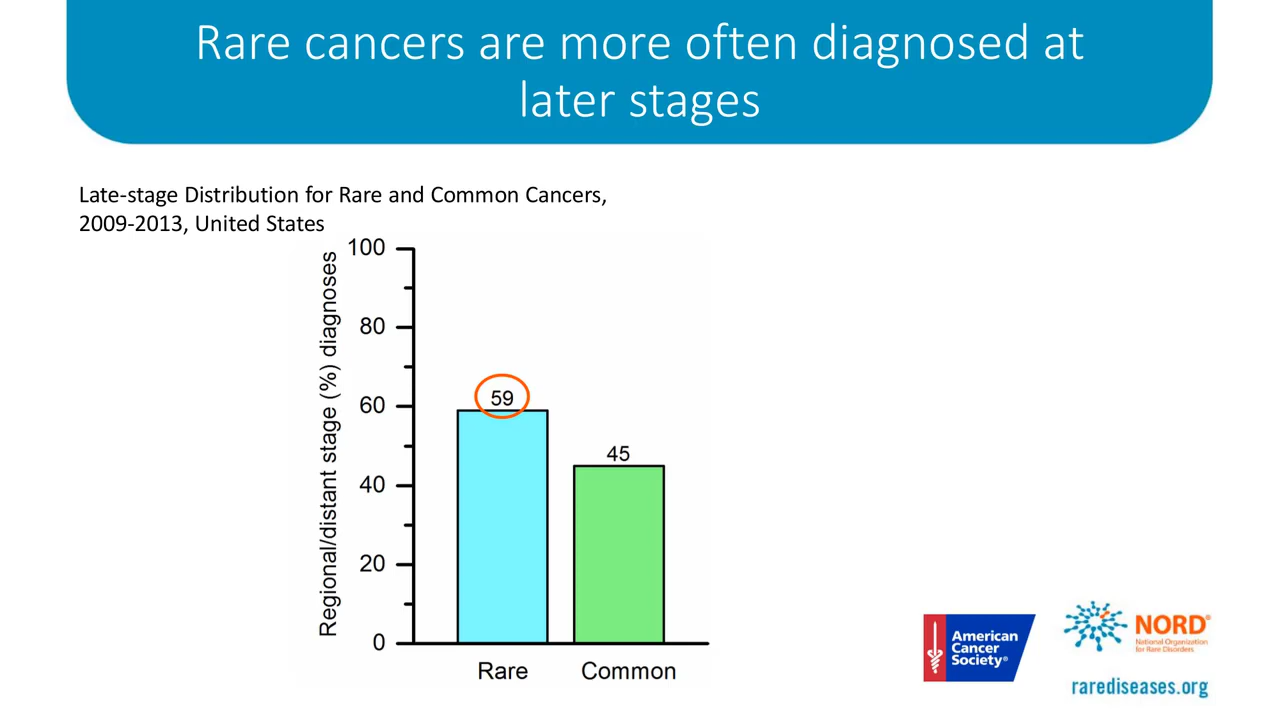 Rare cancers are more often diagnosed at
later stages
Late-stage Distribution for Rare and Common Cancers,
2009-2013, United States
Regional/distant stage (%) diagnoses
100
80
60
40
20
0
59
45
Rare
Common
American
Cancer
Society®
NORD®
National Organization
for Rare Disorders
rarediseases.org